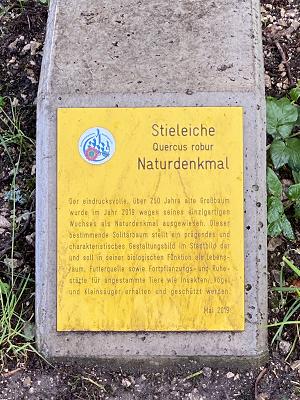 Stieleiche
Quercus robur
Naturdenkmal
Der eindrucksvolle, über 250 Jahre alte Großbaum
wurde im Jahr 2019 wegen seines einzigartigen
Wuchses als Naturdenkmal ausgewiesen. Dieser
bestimmende Solitärbaum stellt ein prägendes und
charakteristisches Gestaltungsbild im Stadtbild dar
und soll in seiner biologischen Funktion als Lebens-
raum, Futterquelle sowie Fortpflanzungs- und Ruhe-
stätte für angestammte Tiere wie Insekten, Vögel
und Kleinsäuger erhalten und geschützt werden.
Mai 2019